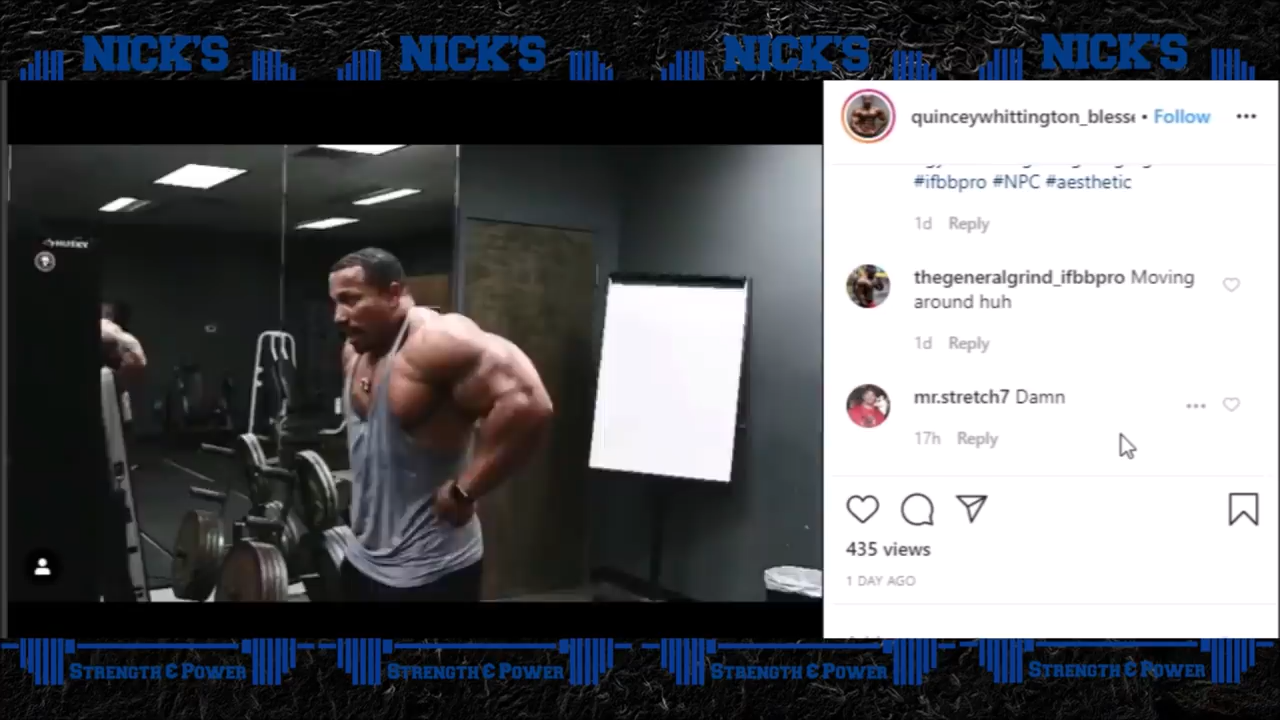 NICK'S NICK'S NICK'S NICK'S
quinceywhittington_blesse • Follow
#ifbbpro #NPC #aesthetic
1d Reply
thegeneralgrind_ifbbpro Moving
around huh
1d Reply
mr.stretch7 Damn
17h Reply
435 views
1 DAY AGO
STRENGTH & POWER STRENGTH & POWER STRENGTH & POWER STRENGTH & POWER